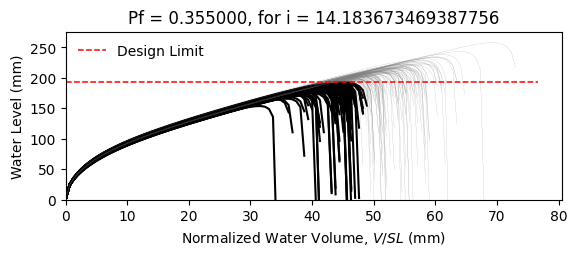 Pf = 0.355000, for i = 14.183673469387756
Design Limit
Water Level (mm)
250
200
150
100
50
0
0 10 20 30 40 50 60 70 80
Normalized Water Volume, V/SL (mm)